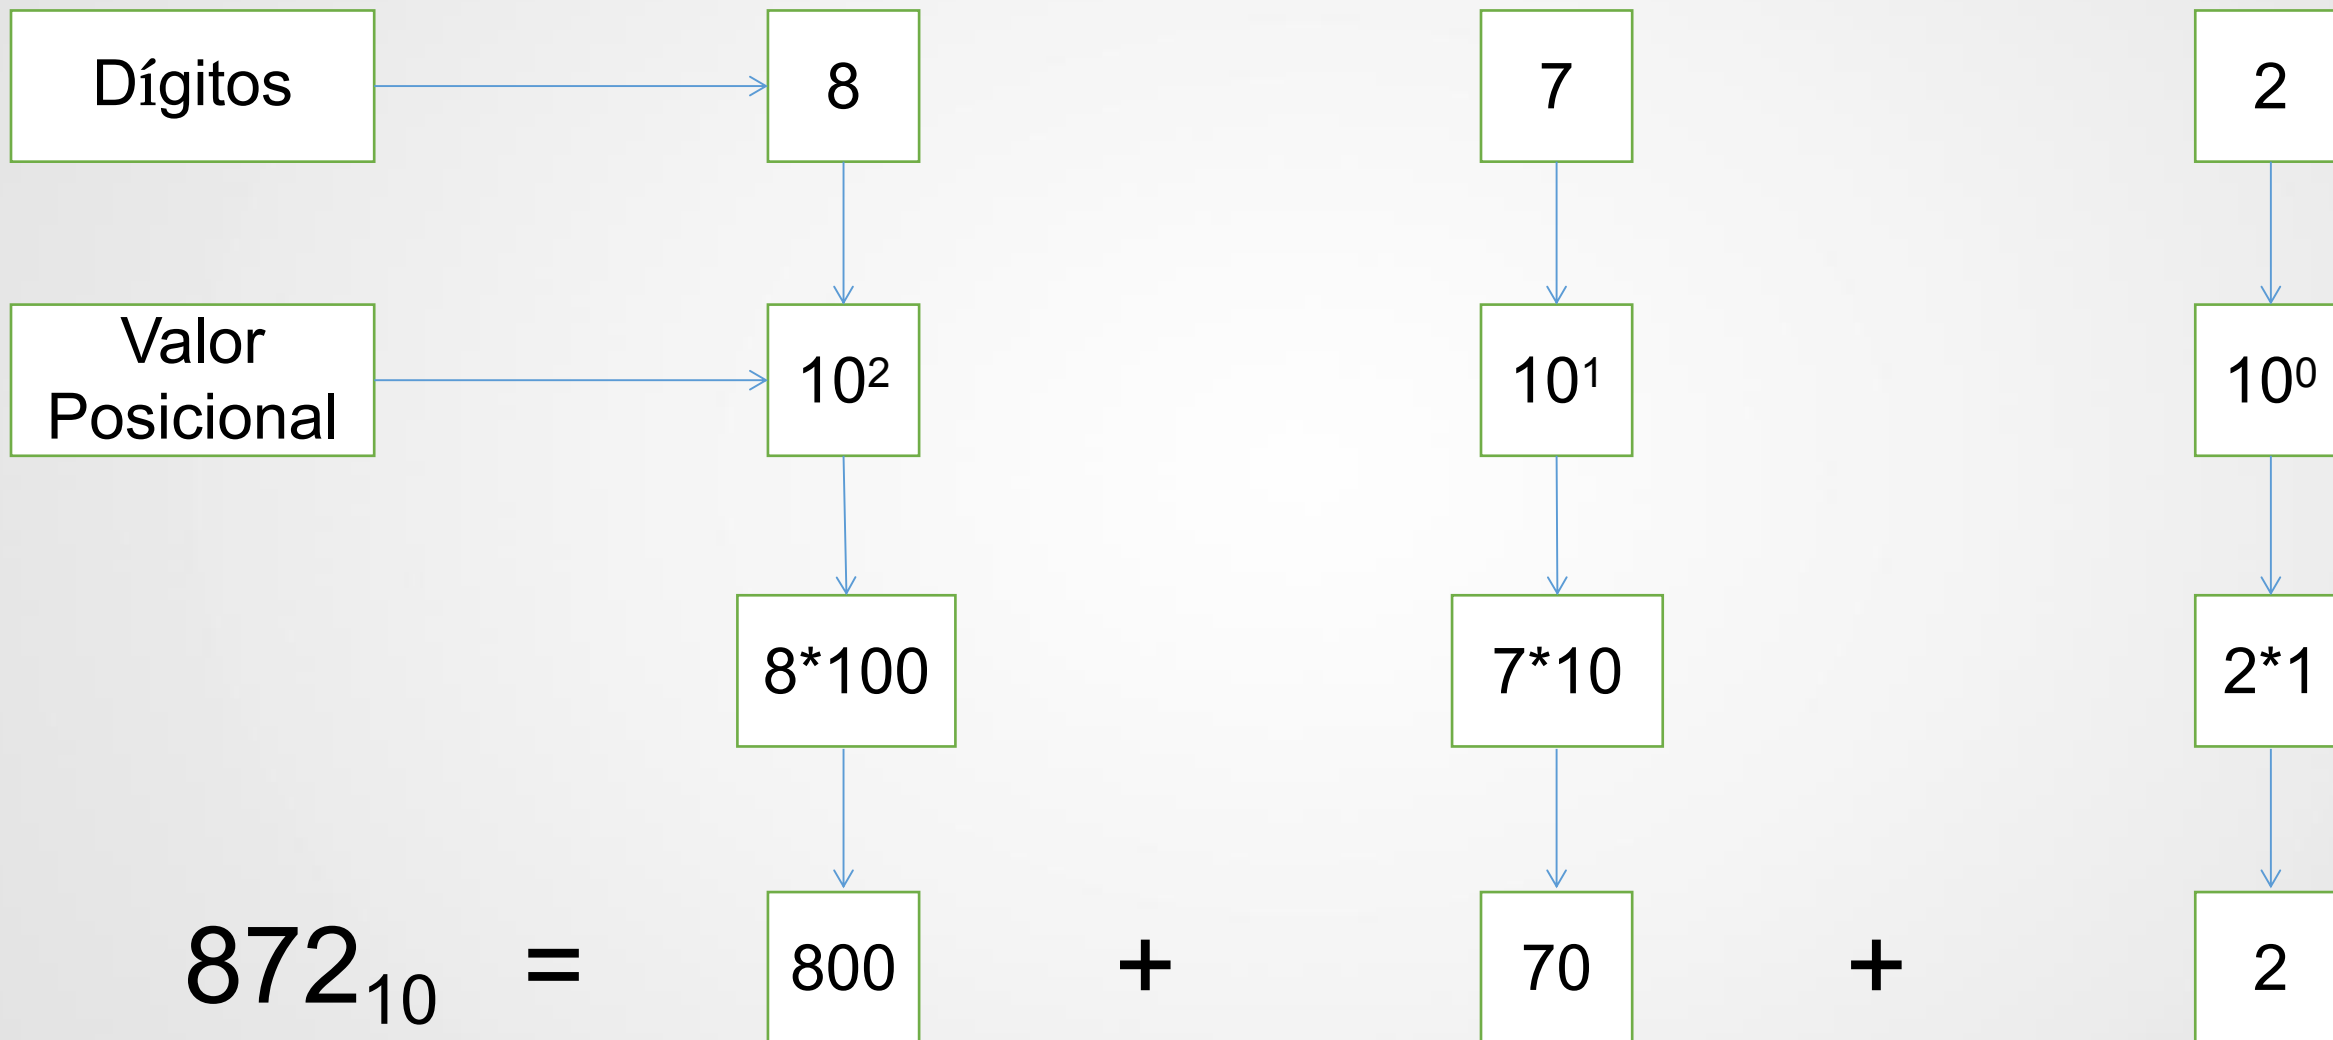 Dígitos 8 7 2
Valor
Posicional 10² 10¹ 10⁰
8*100 7*10 2*1
872₁₀ = 800 + 70 + 2